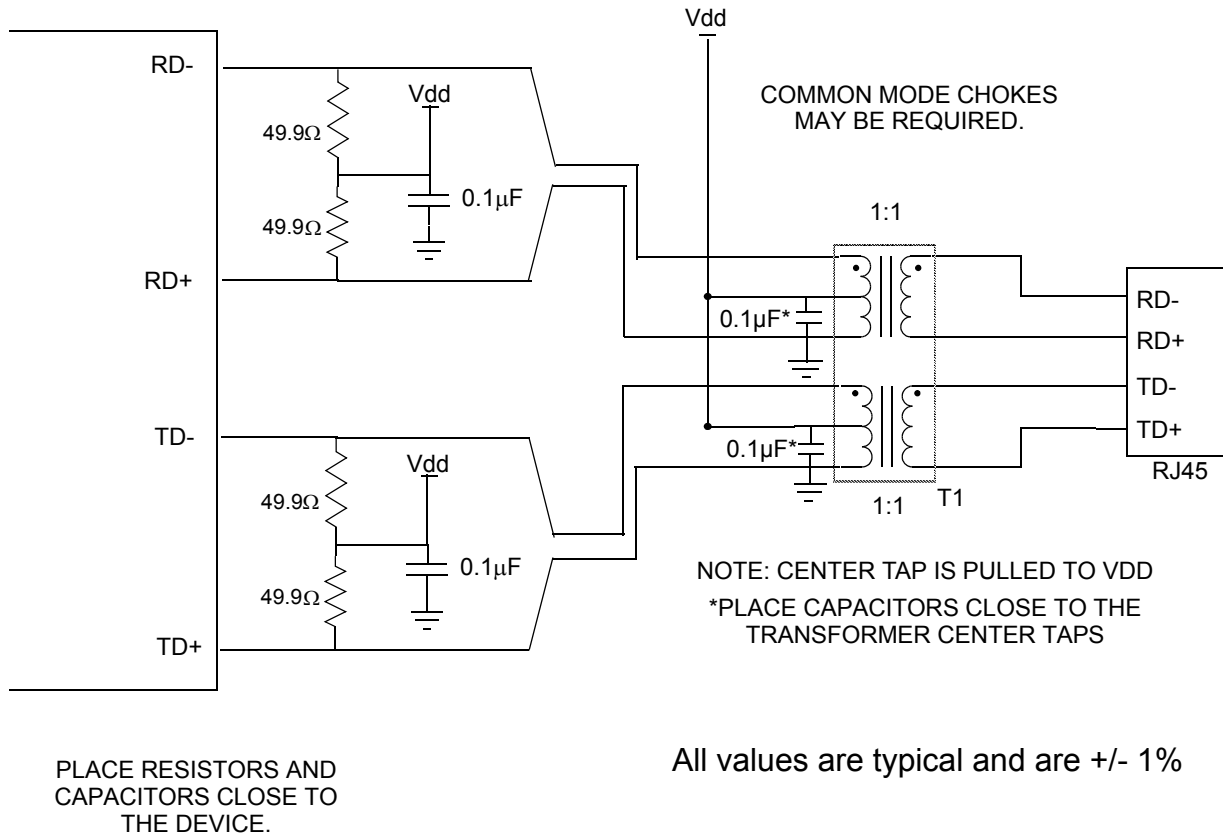 Vdd
RD-
Vdd
COMMON MODE CHOKES
MAY BE REQUIRED.
49.9Ω
0.1μF
49.9Ω
1:1
RD+
RD-
0.1µF*
RD+
TD-
TD-
TD+
Vdd
0.1µF*
RJ45
49.9Ω
1:1
T1
0.1μF
NOTE: CENTER TAP IS PULLED TO VDD
49.9Ω
*PLACE CAPACITORS CLOSE TO THE
TRANSFORMER CENTER TAPS
TD+
All values are typical and are +/- 1%
PLACE RESISTORS AND
CAPACITORS CLOSE TO
THE DEVICE.